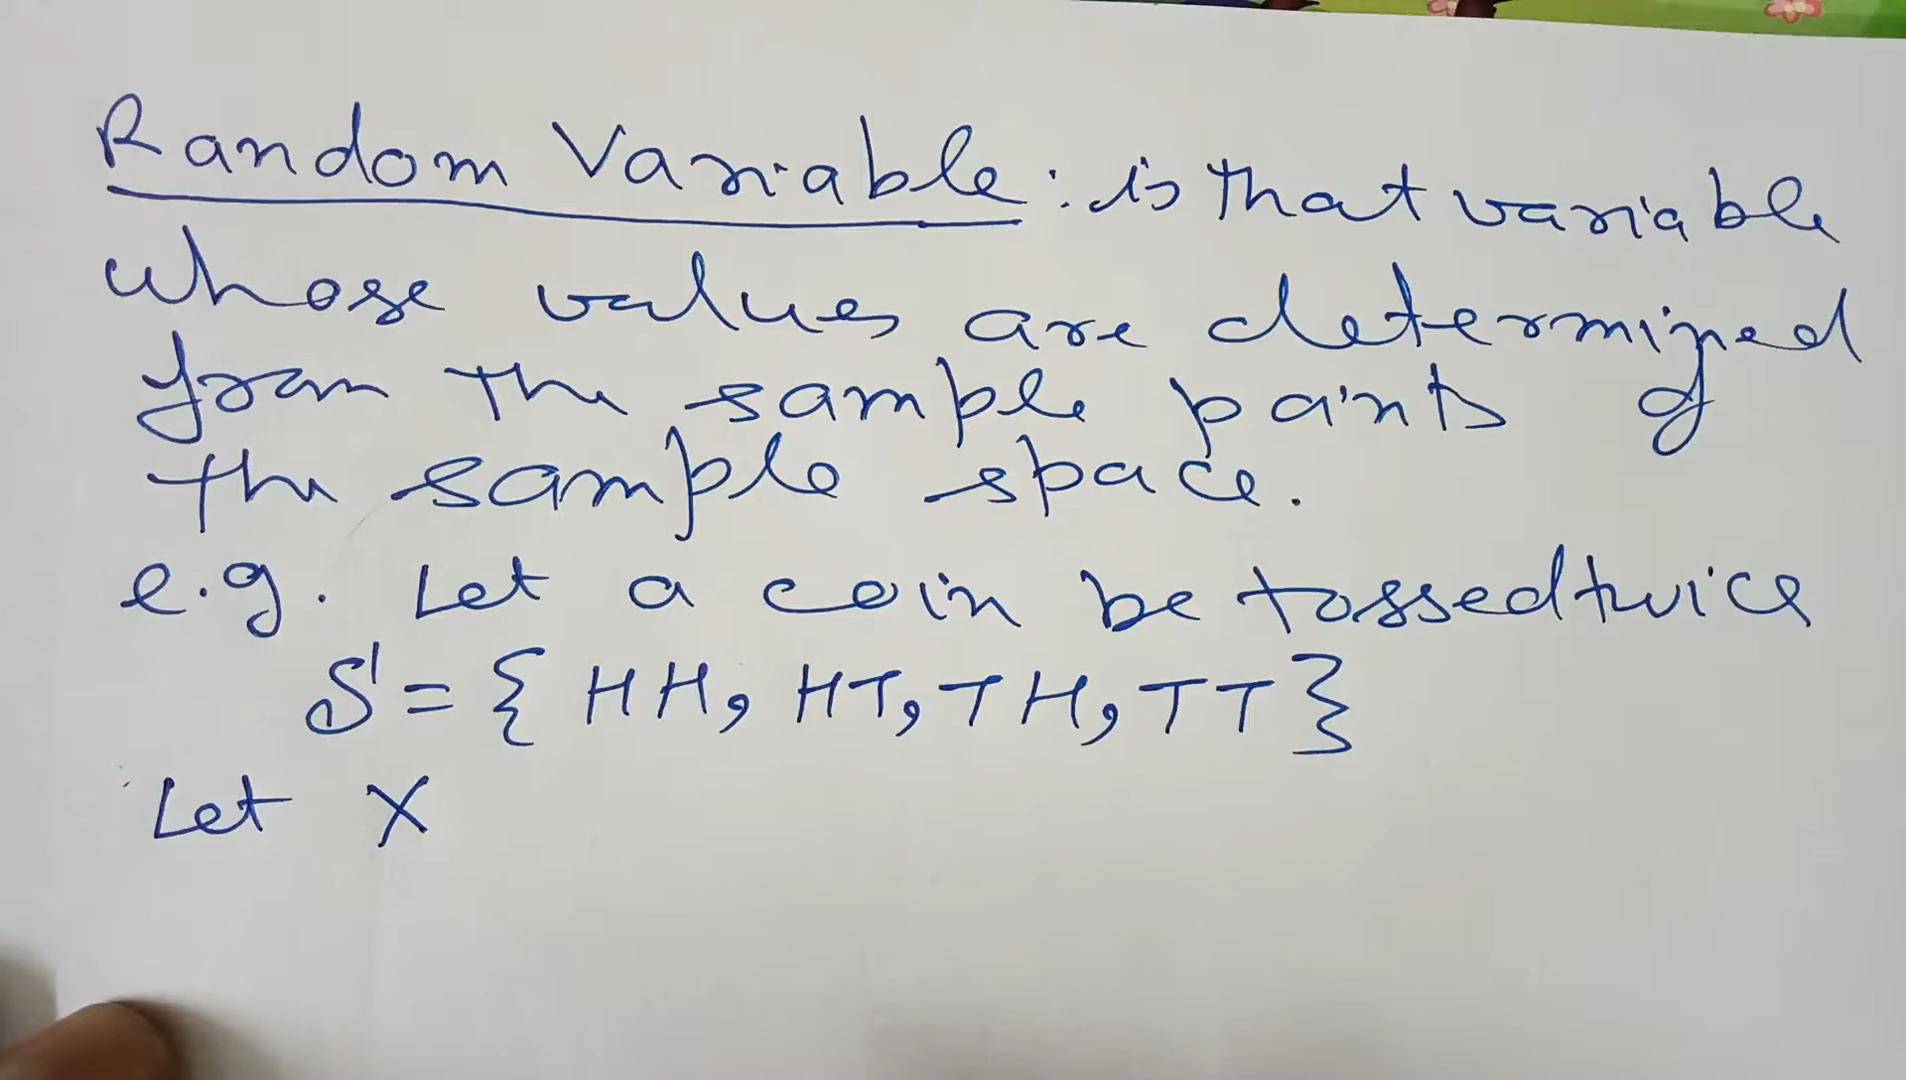 Random Variable: is that variable
whose values are determined
from the sample points of
the sample space.
e.g. Let a coin be tossed twice
S = { HH, HT, TH, TT }
Let X